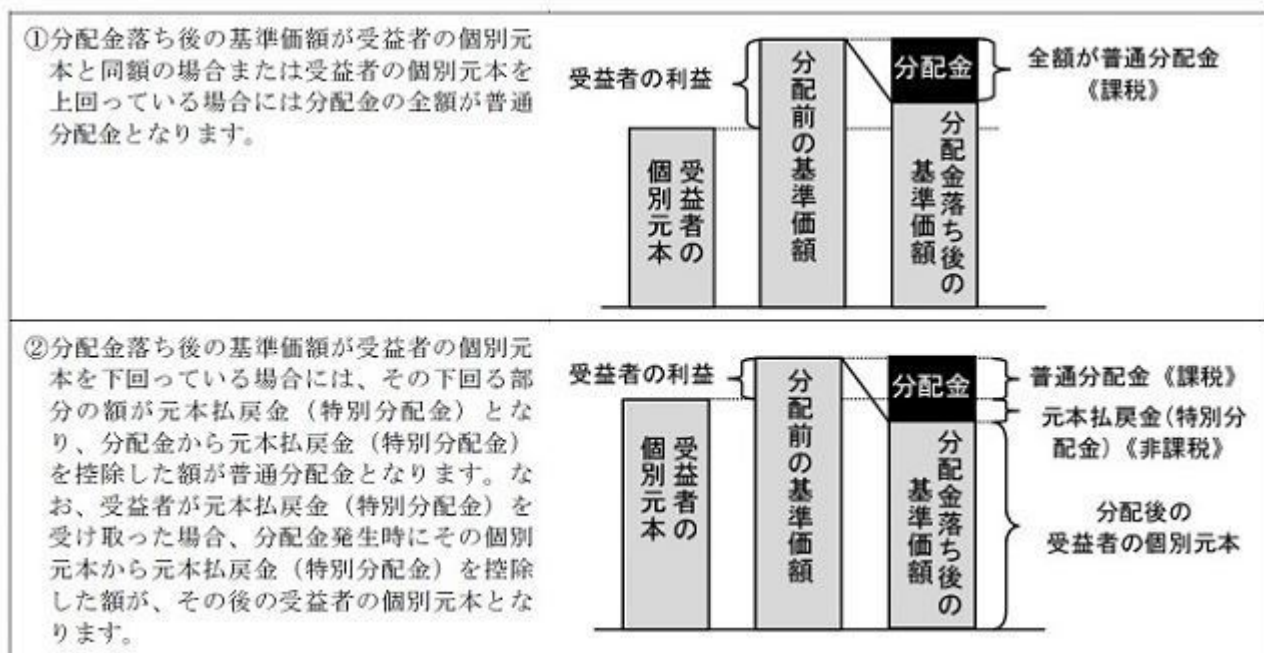 ①分配金落ち後の基準価額が受益者の個別元
本と同額の場合または受益者の個別元本を
上回っている場合には分配金の全額が普通
分配金となります。
受益者の利益
受益者の
個別元本
分配前の基準価額
分配金
分配金落ち後の
基準価額
全額が普通分配金
《課税》
②分配金落ち後の基準価額が受益者の個別元
本を下回っている場合には、その下回る部
分の額が元本払戻金（特別分配金）とな
り、分配金から元本払戻金（特別分配金）
を控除した額が普通分配金となります。な
お、受益者が元本払戻金（特別分配金）を
受け取った場合、分配金発生時にその個別
元本から元本払戻金（特別分配金）を控除
した額が、その後の受益者の個別元本とな
ります。
受益者の利益
受益者の
個別元本
分配前の基準価額
分配金
分配金落ち後の
基準価額
普通分配金《課税》
元本払戻金(特別分
配金)《非課税》
分配後の
受益者の個別元本